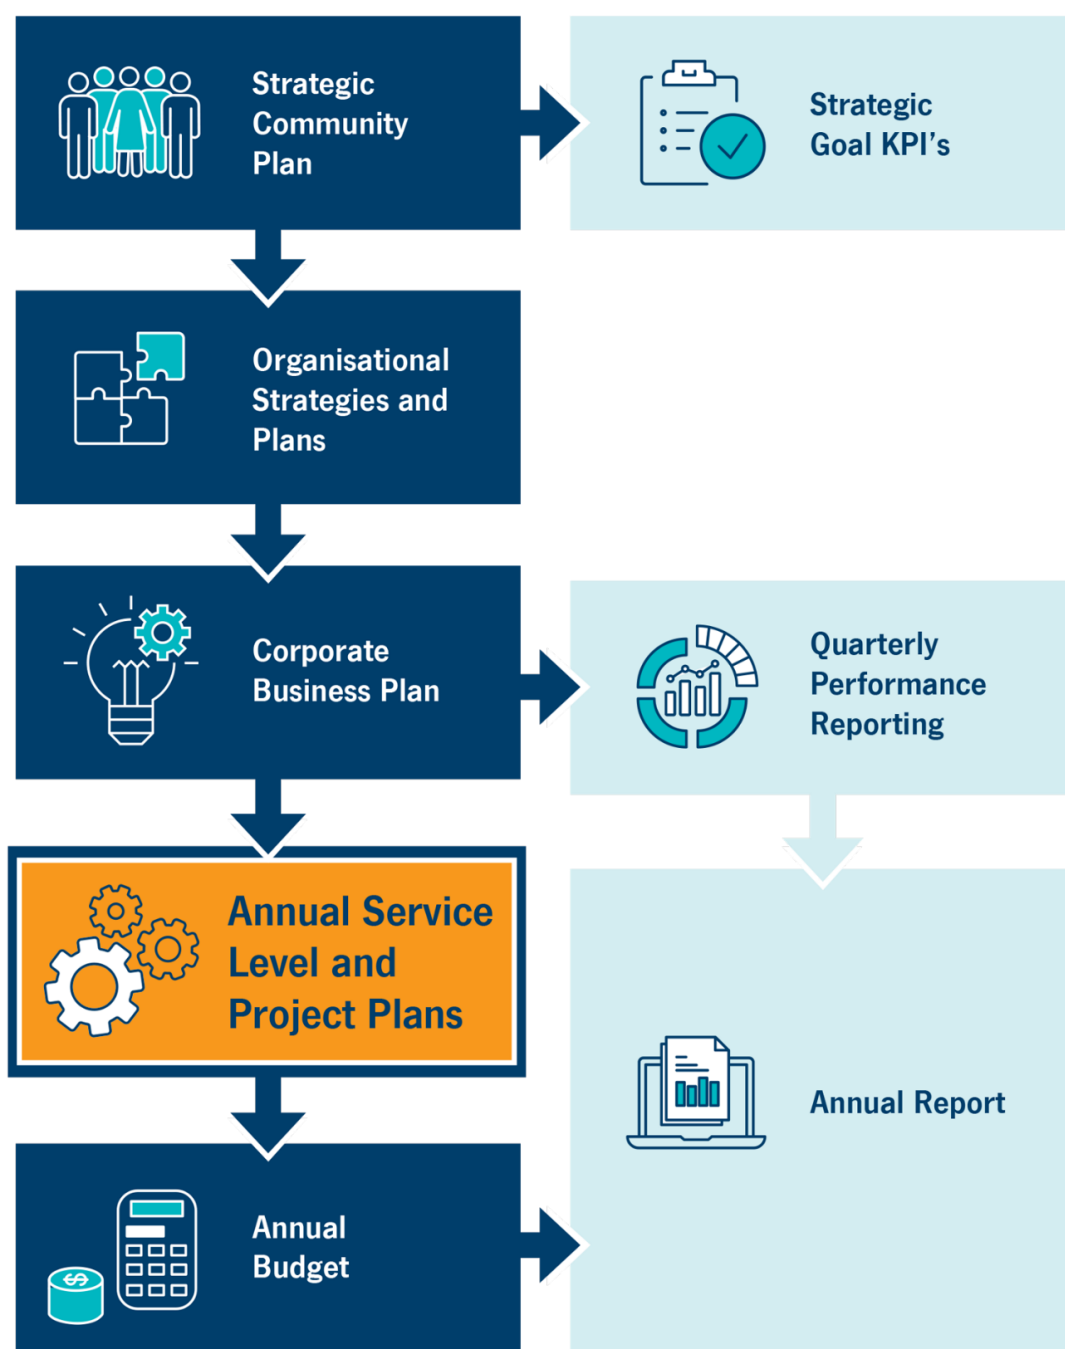 Strategic
Community
Plan
Strategic
Goal KPI's
Organisational
Strategies and
Plans
Corporate
Business Plan
Quarterly
Performance
Reporting
Annual Service
Level and
Project Plans
Annual Report
Annual
Budget
$